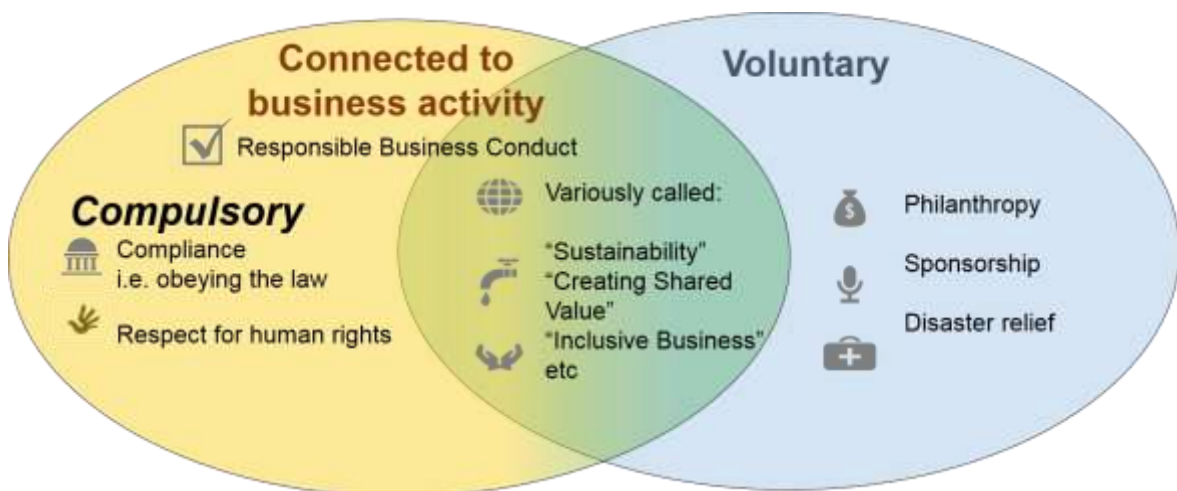 Connected to
business activity
Responsible Business Conduct
Compulsory
Compliance
i.e. obeying the law
Respect for human rights
Variously called:
“Sustainability”
“Creating Shared
Value”
“Inclusive Business”
etc
Voluntary
$
Philanthropy
Sponsorship
Disaster relief